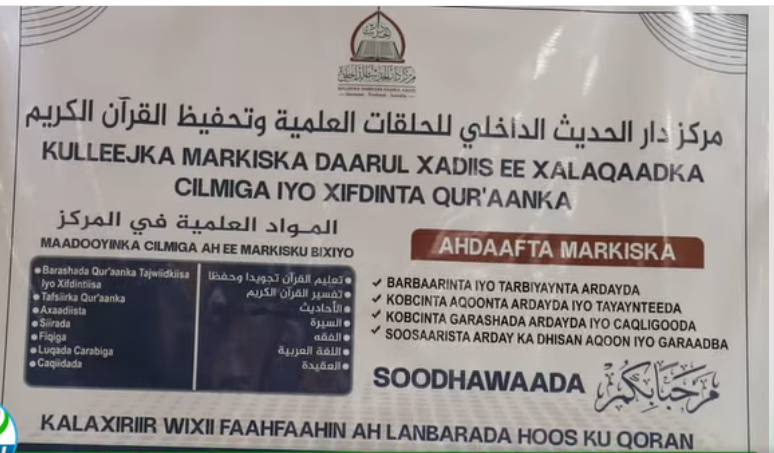 مركز دار الحديث الداخلي للحلقات العلمية وتحفيظ القرآن الكريم
KULLEEJKA MARKISKA DAARUL XADIIS EE XALAQAADKA
CILMIGA IYO XIFDINTA QUR'AANKA
المواد العلمية في المركز
MAADOOYINKA CILMIGA AH EE MARKISKU BIXIYO
Barashada Qur'aanka Tajwiidkiisa
Iyo Xifdintiisa
Tafsiirka Qur'aanka
Axaadiista
Siirada
Fiqiga
Luqada Carabiga
Caqiidada
تعليم القرآن تجويدا وحفظا
تفسير القرآن الكريم
الأحاديث
السيرة
الفقه
اللغة العربية
العقيدة
AHDAAFTA MARKISKA
BARBAARINTA IYO TARBIYAYNTA ARDAYDA
KOBCINTA AQOONTA ARDAYDA IYO TAYAYNTEEDA
KOBCINTA GARASHADA ARDAYDA IYO CAQLIGOODA
SOOSAARISTA ARDAY KA DHISAN AQOON IYO GARAADBA
SOODHAWAADA
مرحبا بكم
KALAXIRIIR WIXII FAAHFAAHIN AH LANBARADA HOOS KU QORAN